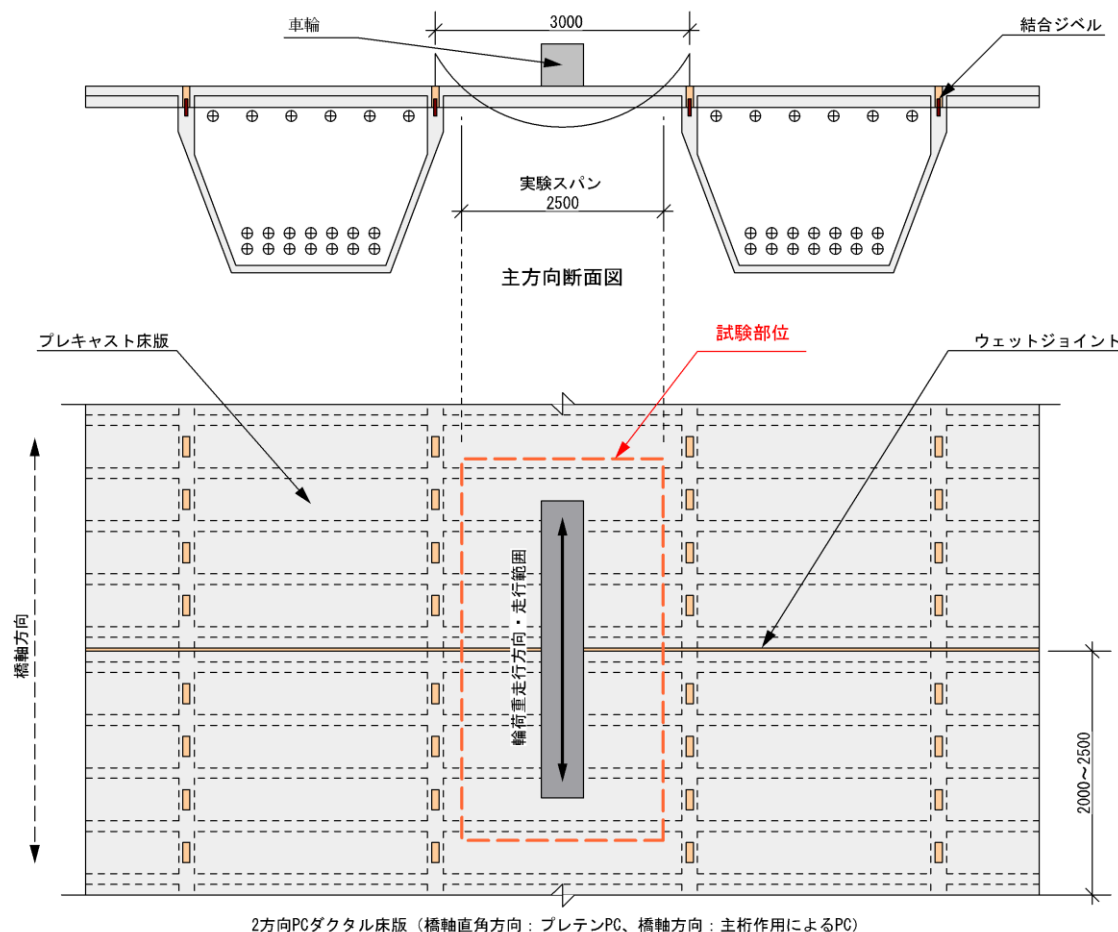 3000
車輪
結合ジベル
実験スパン
2500
主方向断面図
プレキャスト床版
試験部位
ウェットジョイント
橋軸方向
輪荷重走行方向・走行範囲
2000~2500
2方向PCダクタル床版（橋軸直角方向：プレテンPC、橋軸方向：主桁作用によるPC）